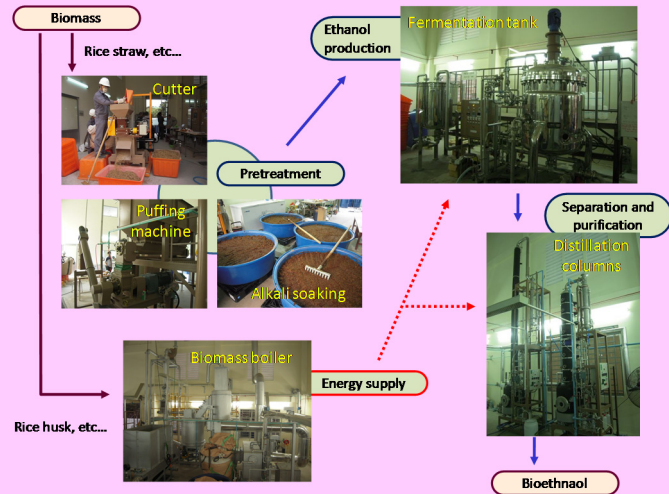 Biomass
Rice straw, etc...
Cutter
Pretreatment
Puffing
machine
Alkali soaking
Ethanol
production
Fermentation tank
Separation and
purification
Distillation
columns
Biomass boiler
Energy supply
Rice husk, etc...
Bioethnaol